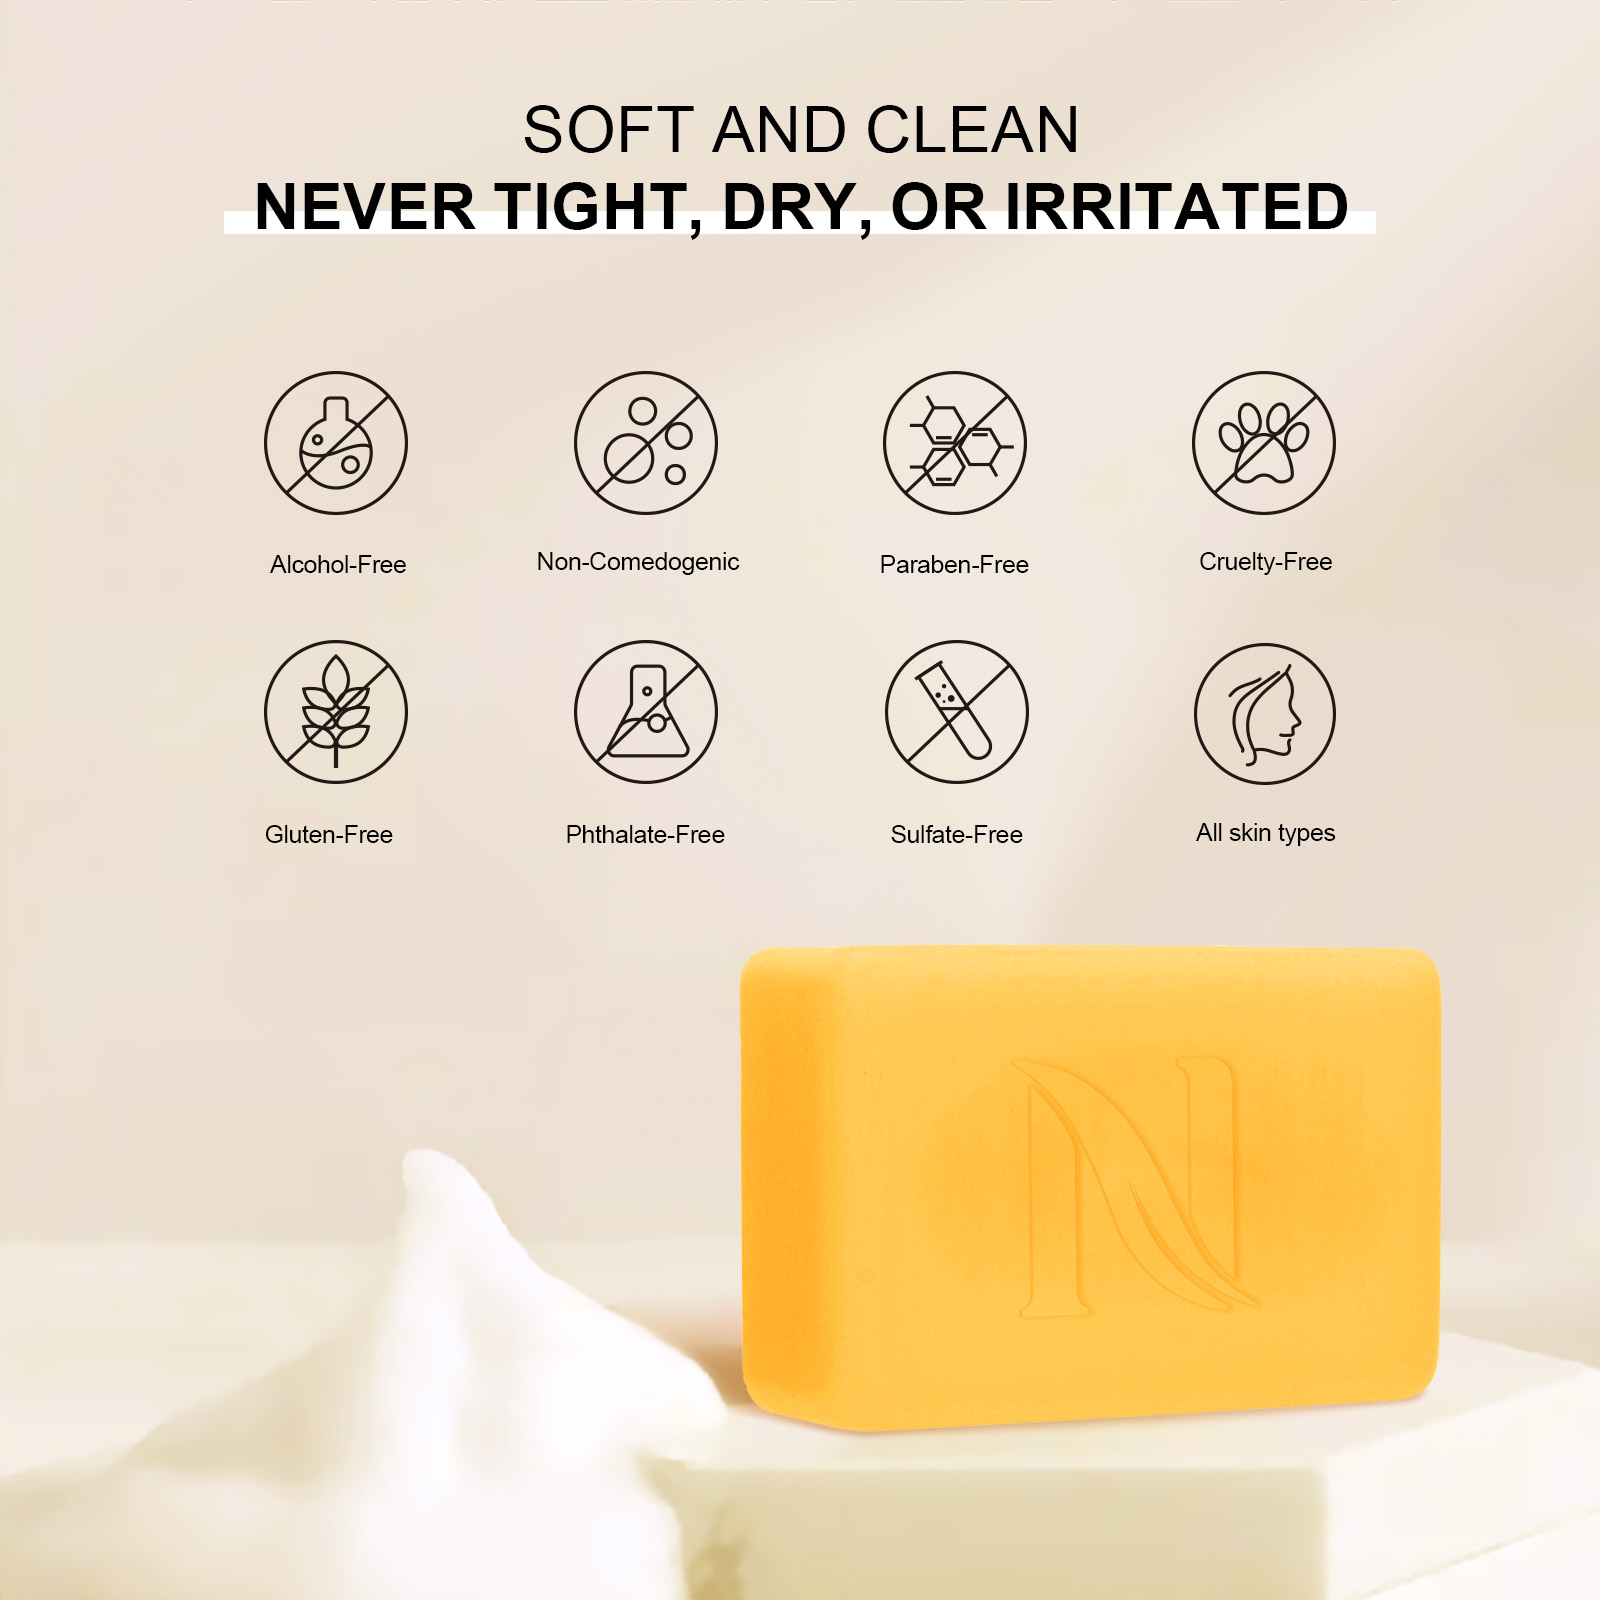 SOFT AND CLEAN
NEVER TIGHT, DRY, OR IRRITATED
Alcohol-Free
Non-Comedogenic
Paraben-Free
Cruelty-Free
Gluten-Free
Phthalate-Free
Sulfate-Free
All skin types
N